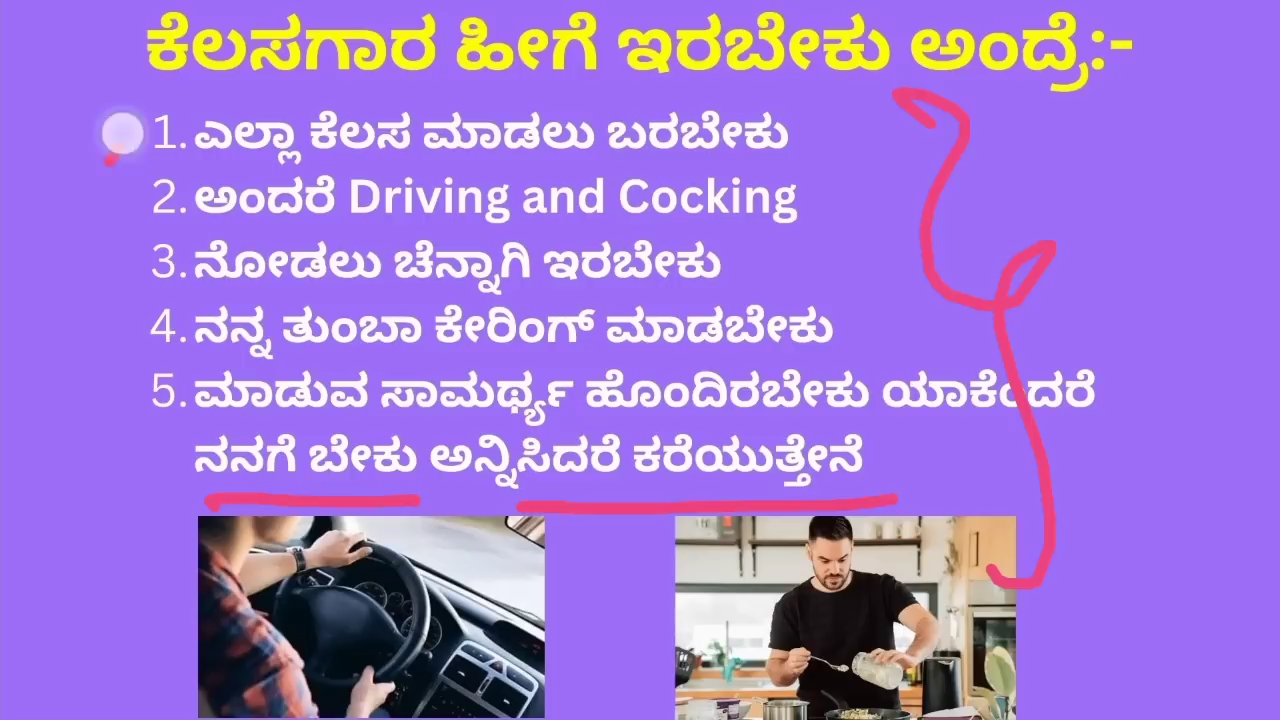 ಕೆಲಸಗಾರ ಹೀಗೆ ಇರಬೇಕು ಅಂದ್ರೆ:-
1. ಎಲ್ಲಾ ಕೆಲಸ ಮಾಡಲು ಬರಬೇಕು
2. ಅಂದರೆ Driving and Cocking
3. ನೋಡಲು ಚೆನ್ನಾಗಿ ಇರಬೇಕು
4. ನನ್ನ ತುಂಬಾ ಕೇರಿಂಗ್ ಮಾಡಬೇಕು
5. ಮಾಡುವ ಸಾಮರ್ಥ್ಯ ಹೊಂದಿರಬೇಕು ಯಾಕೆಂದರೆ
ನನಗೆ ಬೇಕು ಅನ್ನಿಸಿದರೆ ಕರೆಯುತ್ತೇನೆ